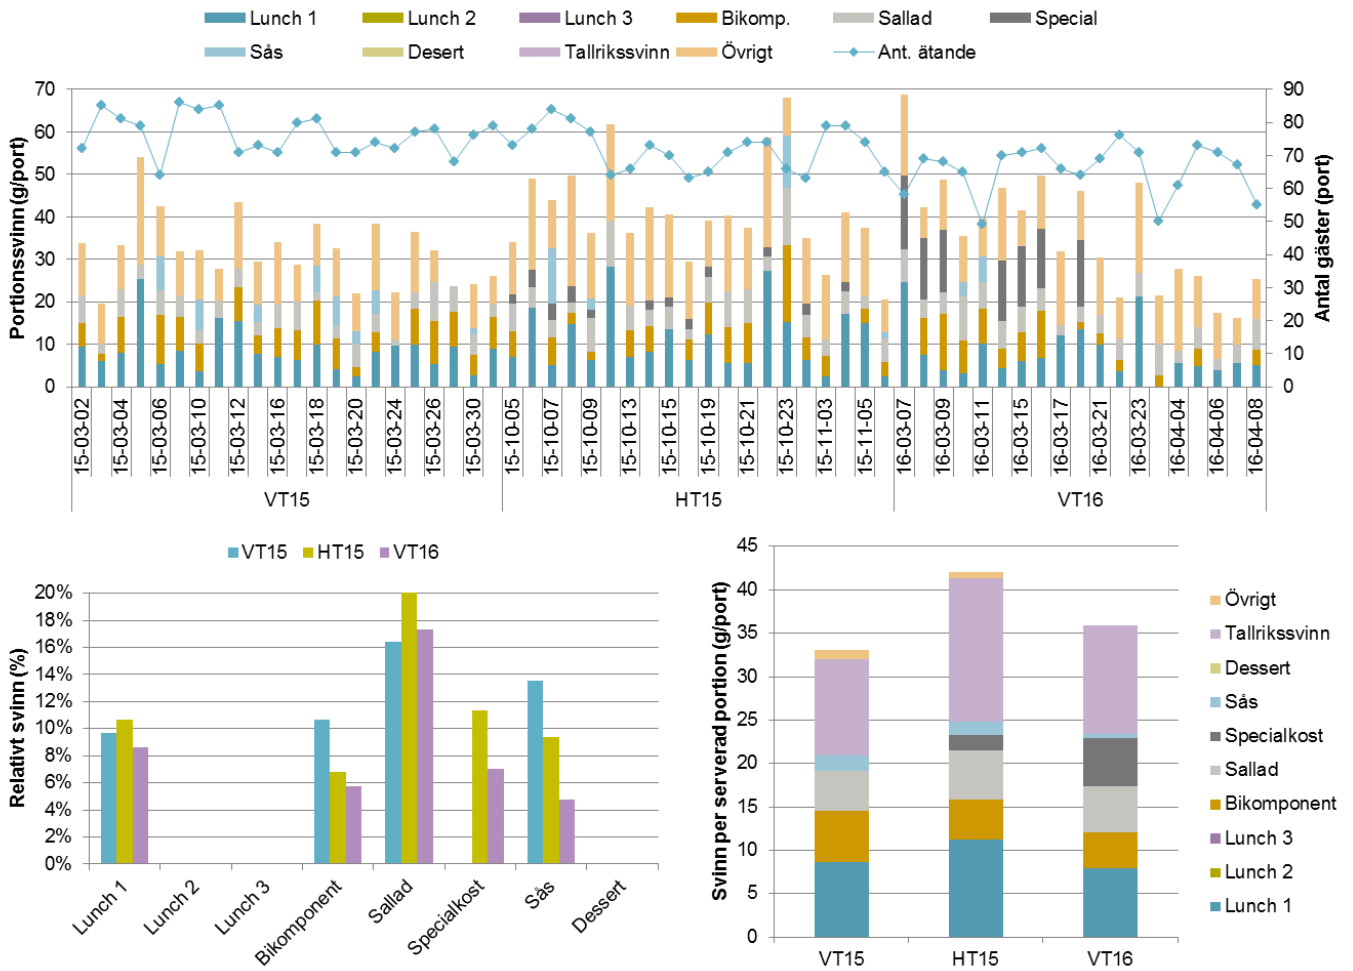 Lunch 1 Lunch 2 Lunch 3 Bikomp. Sallad Special
Sås Desert Tallrikssvinn Övrigt Ant. ätande
Portionssvinn (g/port)
70
60
50
40
30
20
10
0
90
80
70
60
50
40
30
20
10
0
Antal gäster (port)
15-03-02 15-03-04 15-03-06 15-03-10 15-03-12 15-03-16 15-03-18 15-03-20 15-03-24 15-03-26 15-03-30 15-10-05 15-10-07 15-10-09 15-10-13 15-10-15 15-10-19 15-10-21 15-10-23 15-11-03 15-11-05 16-03-07 16-03-09 16-03-11 16-03-15 16-03-17 16-03-21 16-03-23 16-04-04 16-04-06 16-04-08
VT15 HT15 VT16
VT15 HT15 VT16
Relativt svinn (%)
20%
18%
16%
14%
12%
10%
8%
6%
4%
2%
0%
Lunch 1 Lunch 2 Lunch 3 Bikomponent Sallad Specialkost Sås Dessert
Svinn per serverad portion (g/port)
45
40
35
30
25
20
15
10
5
0
VT15 HT15 VT16
Övrigt
Tallrikssvinn
Dessert
Sås
Specialkost
Sallad
Bikomponent
Lunch 3
Lunch 2
Lunch 1